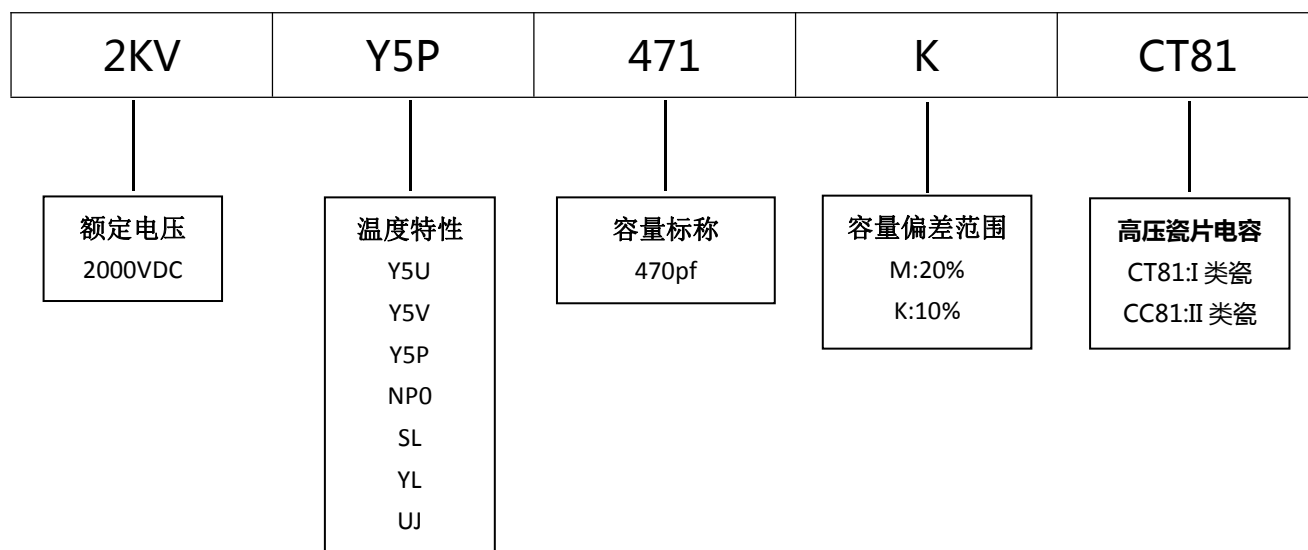 2KV Y5P 471 K CT81
额定电压
2000VDC
温度特性
Y5U
Y5V
Y5P
NP0
SL
YL
UJ
容量标称
470pf
容量偏差范围
M:20%
K:10%
高压瓷片电容
CT81:I 类瓷
CC81:II 类瓷